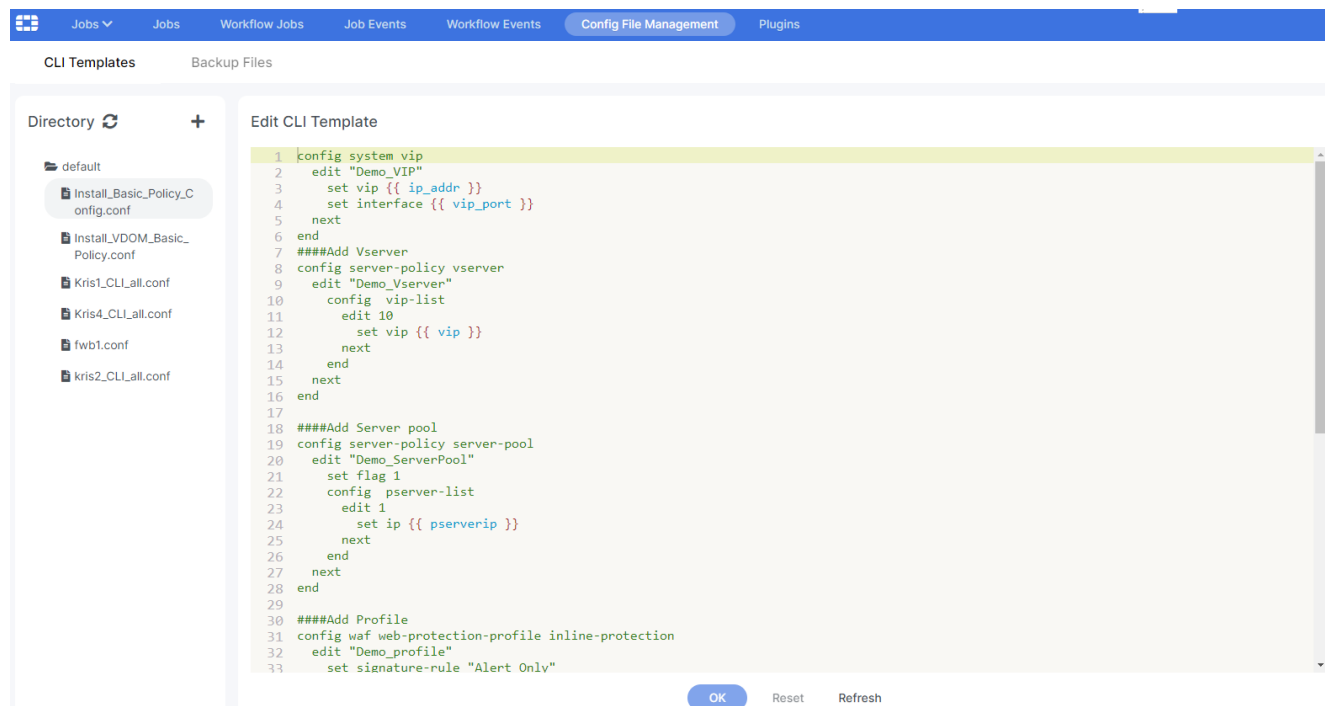 Jobs Jobs Workflow Jobs Job Events Workflow Events Config File Management Plugins
CLI Templates Backup Files
Directory +
default
Install_Basic_Policy_C
onfig.conf
Install_VDOM_Basic_
Policy.conf
Kris1_CLI_all.conf
Kris4_CLI_all.conf
fwb1.conf
kris2_CLI_all.conf
Edit CLI Template
1 config system vip
2   edit "Demo_VIP"
3     set vip {{ ip_addr }}
4     set interface {{ vip_port }}
5   next
6 end
7 ####Add Vserver
8 config server-policy vserver
9   edit "Demo_Vserver"
10     config  vip-list
11       edit 10
12         set vip {{ vip }}
13       next
14     end
15   next
16 end
17
18 ####Add Server pool
19 config server-policy server-pool
20   edit "Demo_ServerPool"
21     set flag 1
22     config  pserver-list
23       edit 1
24         set ip {{ pserverip }}
25       next
26     end
27   next
28 end
29
30 ####Add Profile
31 config waf web-protection-profile inline-protection
32   edit "Demo_profile"
33     set signature-rule "Alert Only"
OK Reset Refresh